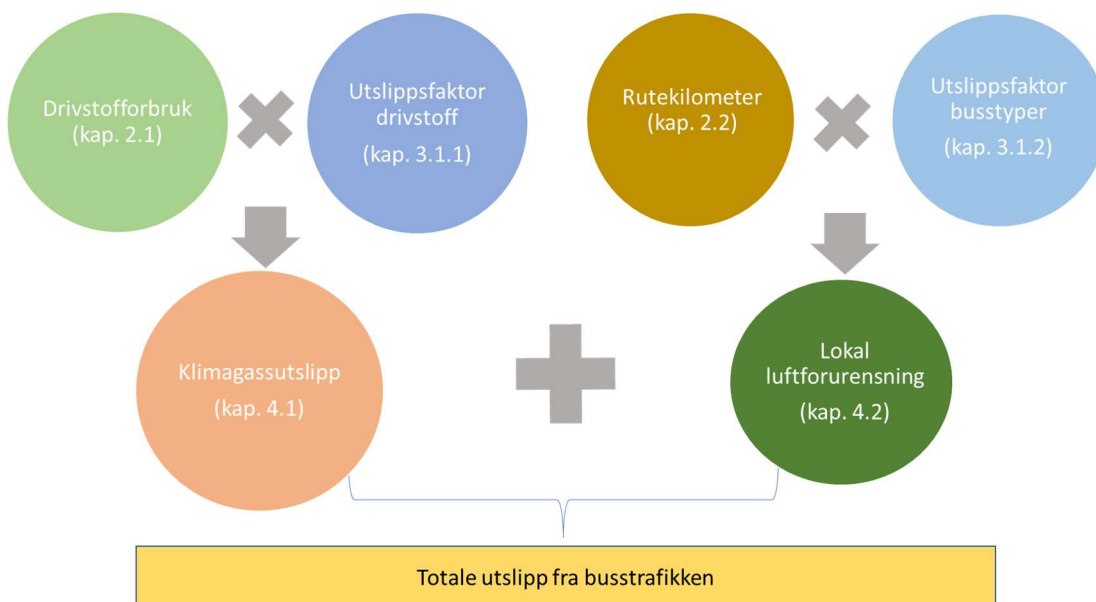 Drivstofforbruk
(kap. 2.1)
Utslippsfaktor
drivstoff
(kap. 3.1.1)
Rutekilometer
(kap. 2.2)
Utslippsfaktor
busstyper
(kap. 3.1.2)
Klimagassutslipp
(kap. 4.1)
Lokal
luftforurensning
(kap. 4.2)
Totale utslipp fra busstrafikken